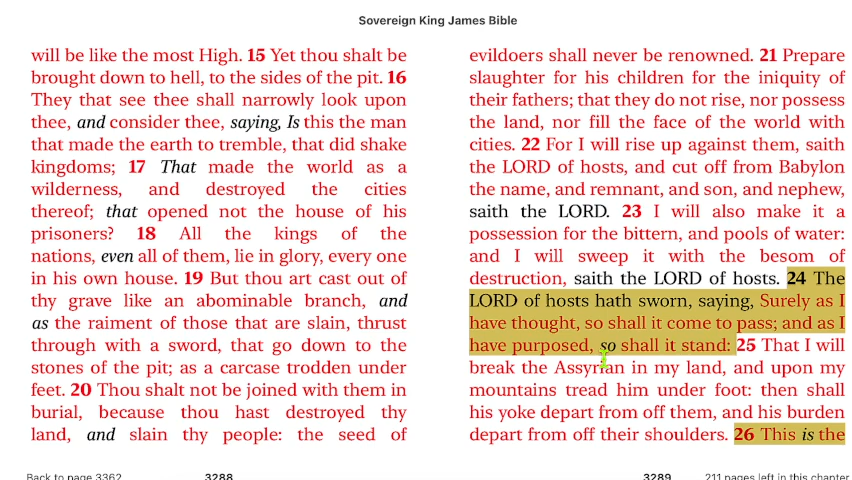 Sovereign King James Bible
will be like the most High. 15 Yet thou shalt be
brought down to hell, to the sides of the pit. 16
They that see thee shall narrowly look upon
thee, and consider thee, saying, Is this the man
that made the earth to tremble, that did shake
kingdoms; 17 That made the world as a
wilderness, and destroyed the cities
thereof; that opened not the house of his
prisoners? 18 All the kings of the
nations, even all of them, lie in glory, every one
in his own house. 19 But thou art cast out of
thy grave like an abominable branch, and
as the raiment of those that are slain, thrust
through with a sword, that go down to the
stones of the pit; as a carcase trodden under
feet. 20 Thou shalt not be joined with them in
burial, because thou hast destroyed thy
land, and slain thy people: the seed of
evildoers shall never be renowned. 21 Prepare
slaughter for his children for the iniquity of
their fathers; that they do not rise, nor possess
the land, nor fill the face of the world with
cities. 22 For I will rise up against them, saith
the LORD of hosts, and cut off from Babylon
the name, and remnant, and son, and nephew,
saith the LORD. 23 I will also make it a
possession for the bittern, and pools of water:
and I will sweep it with the besom of
destruction, saith the LORD of hosts. 24 The
LORD of hosts hath sworn, saying, Surely as I
have thought, so shall it come to pass; and as I
have purposed, so shall it stand: 25 That I will
break the Assyrian in my land, and upon my
mountains tread him under foot: then shall
his yoke depart from off them, and his burden
depart from off their shoulders. 26 This is the
Back to page 3362
3288
3289
211 pages left in this chapter